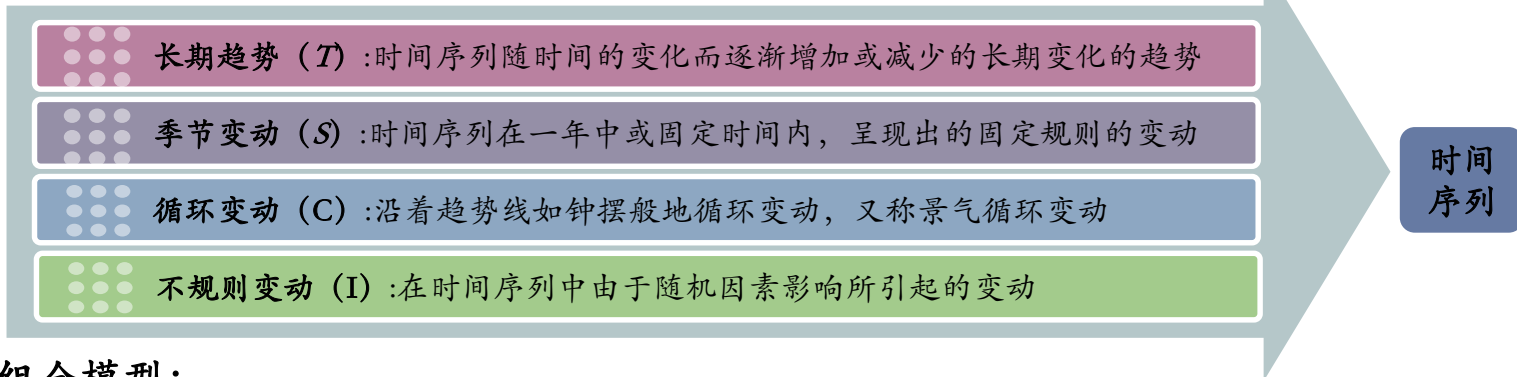 长期趋势（T）:时间序列随时间的变化而逐渐增加或减少的长期变化的趋势
季节变动（S）:时间序列在一年中或固定时间内，呈现出的固定规则的变动
循环变动（C）:沿着趋势线如钟摆般地循环变动，又称景气循环变动
不规则变动（I）:在时间序列中由于随机因素影响所引起的变动
时间
序列
组合模型：